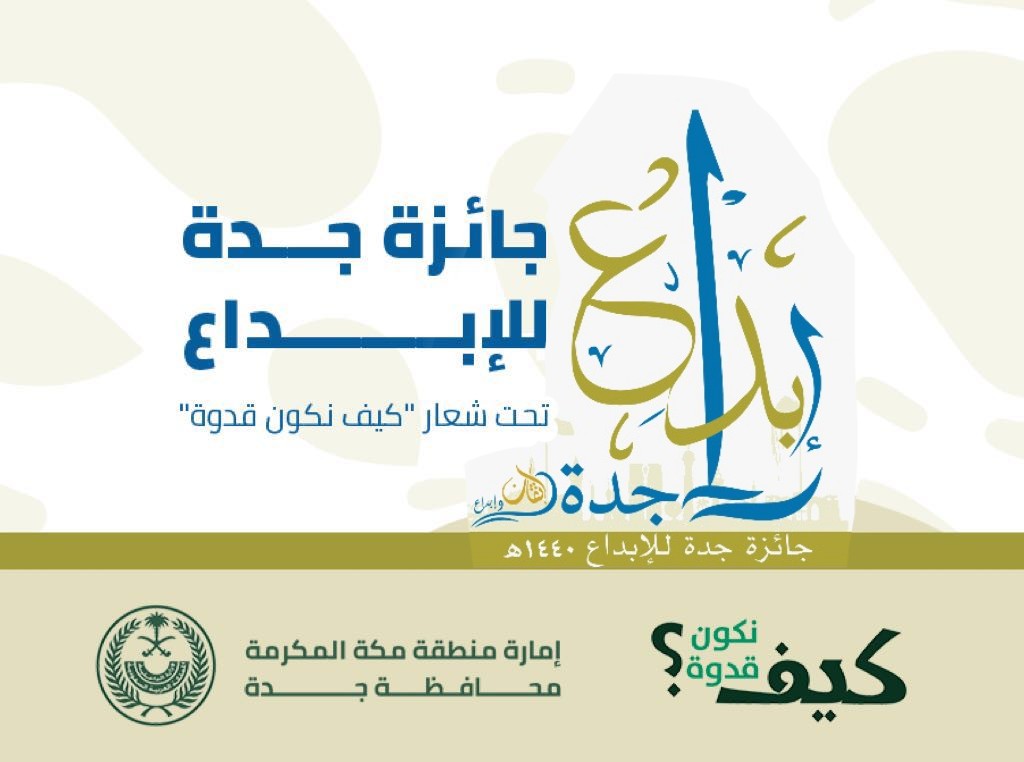 جائزة جدة
للإبداع
تحت شعار "كيف نكون قدوة"
إبداع
جدة
إتقان
وإبداع
جائزة جدة للإبداع ١٤٤٠هـ
كيف نكون قدوة؟
إمارة منطقة مكة المكرمة
محافظة جدة